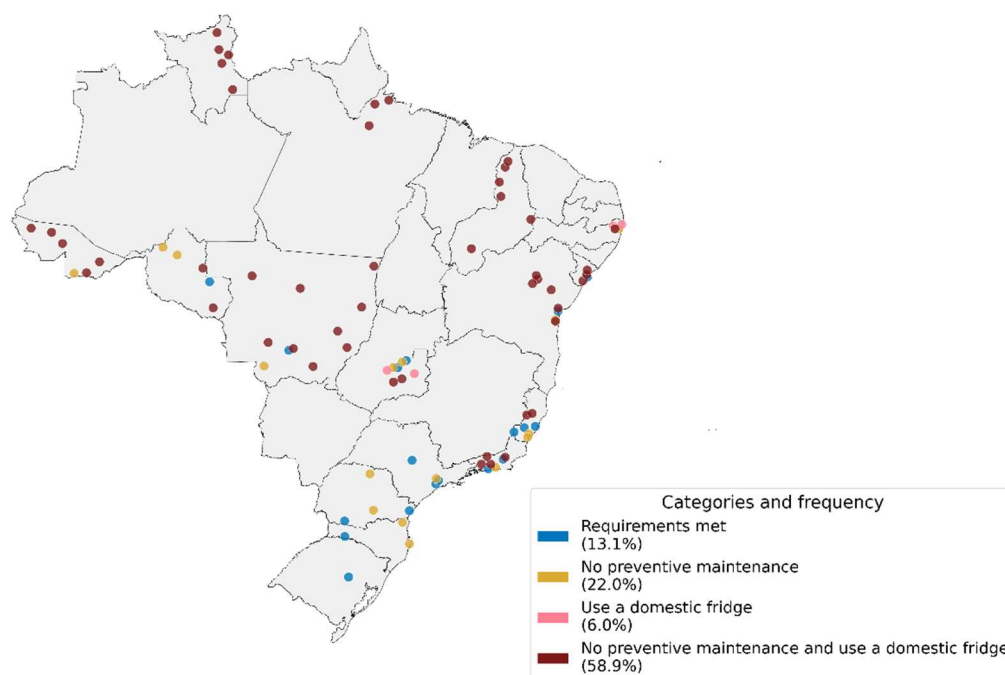 Categories and frequency
Requirements met
(13.1%)
No preventive maintenance
(22.0%)
Use a domestic fridge
(6.0%)
No preventive maintenance and use a domestic fridge
(58.9%)